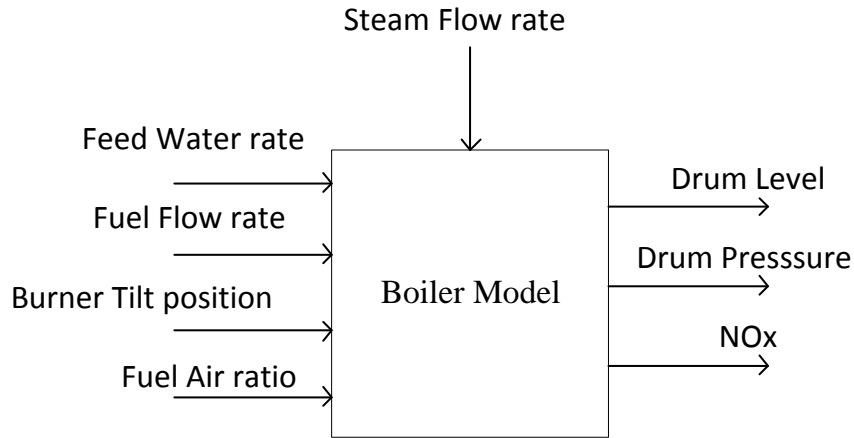 Steam Flow rate
Feed Water rate
Fuel Flow rate
Burner Tilt position
Fuel Air ratio
Boiler Model
Drum Level
Drum Presssure
NOx